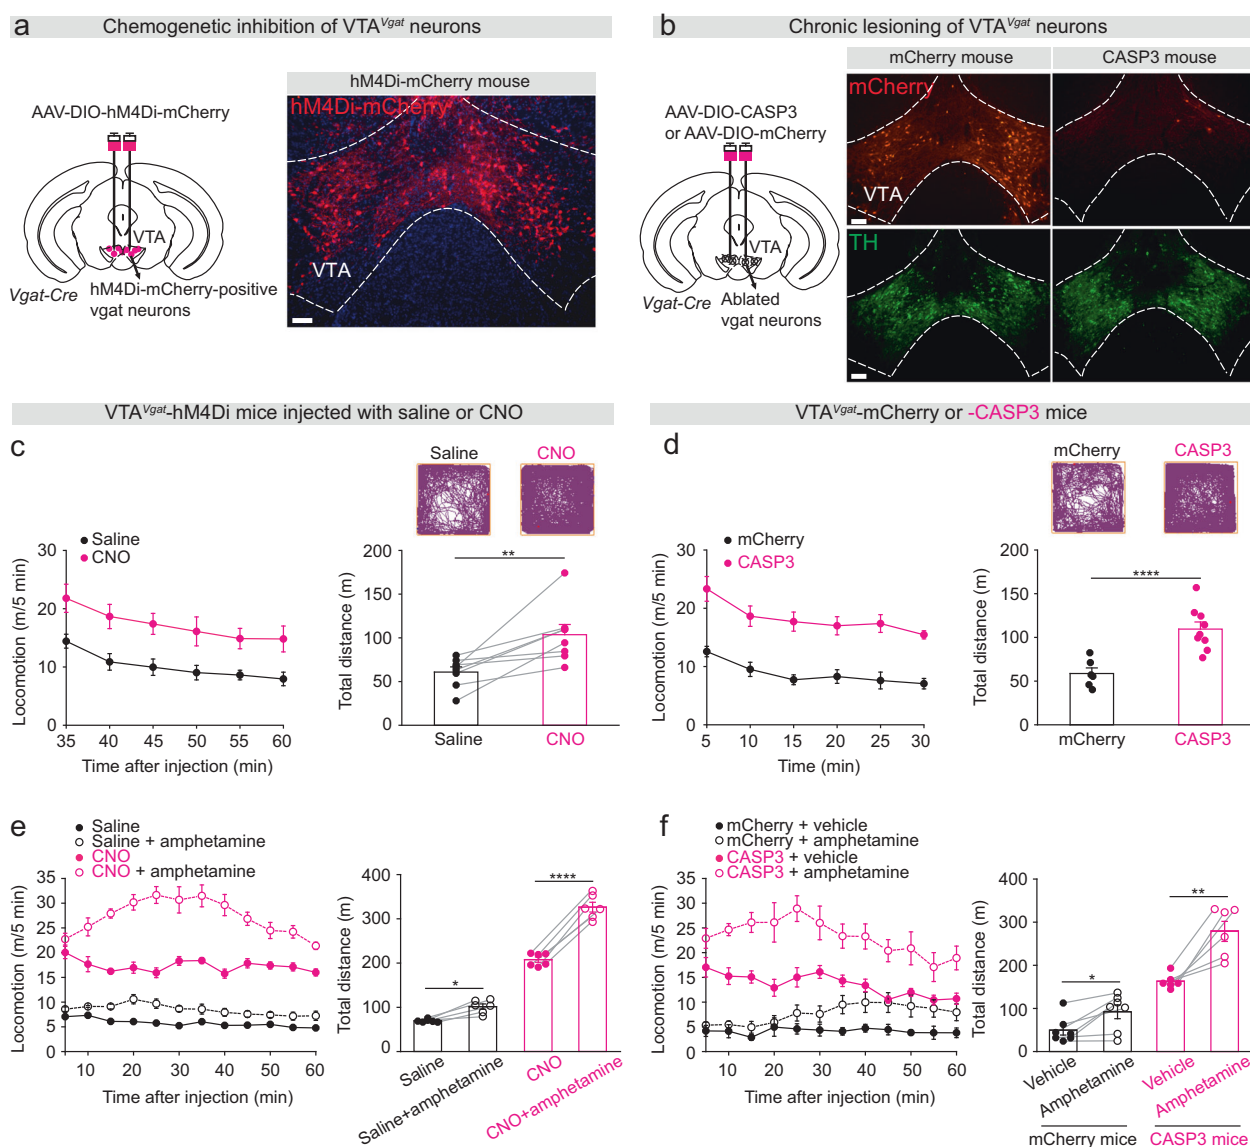 a
Chemogenetic inhibition of VTAVgat neurons
AAV-DIO-hM4Di-mCherry
VTA
Vgat-Cre
hM4Di-mCherry-positive
vgat neurons
hM4Di-mCherry mouse
hM4Di-mCherry
VTA
b
Chronic lesioning of VTAVgat neurons
AAV-DIO-CASP3
or AAV-DIO-mCherry
VTA
Vgat-Cre
Ablated
vgat neurons
mCherry mouse
CASP3 mouse
mCherry
VTA
TH
VTAVgat-hM4Di mice injected with saline or CNO
c
Saline
CNO
Locomotion (m/5 min)
30
20
10
0
35 40 45 50 55 60
Time after injection (min)
Saline
CNO
Total distance (m)
200
150
100
50
0
**
Saline
CNO
VTAVgat-mCherry or -CASP3 mice
d
mCherry
CASP3
Locomotion (m/5 min)
30
20
10
0
5 10 15 20 25 30
Time (min)
mCherry
CASP3
Total distance (m)
200
150
100
50
0
****
mCherry
CASP3
e
Saline
Saline + amphetamine
CNO
CNO + amphetamine
Locomotion (m/5 min)
35
30
25
20
15
10
5
0
10 20 30 40 50 60
Time after injection (min)
Total distance (m)
400
300
200
100
0
*
****
Saline
Saline+amphetamine
CNO
CNO+amphetamine
f
mCherry + vehicle
mCherry + amphetamine
CASP3 + vehicle
CASP3 + amphetamine
Locomotion (m/5 min)
35
30
25
20
15
10
5
0
10 20 30 40 50 60
Time after injection (min)
Total distance (m)
400
300
200
100
0
*
**
Vehicle
Amphetamine
Vehicle
Amphetamine
mCherry mice
CASP3 mice